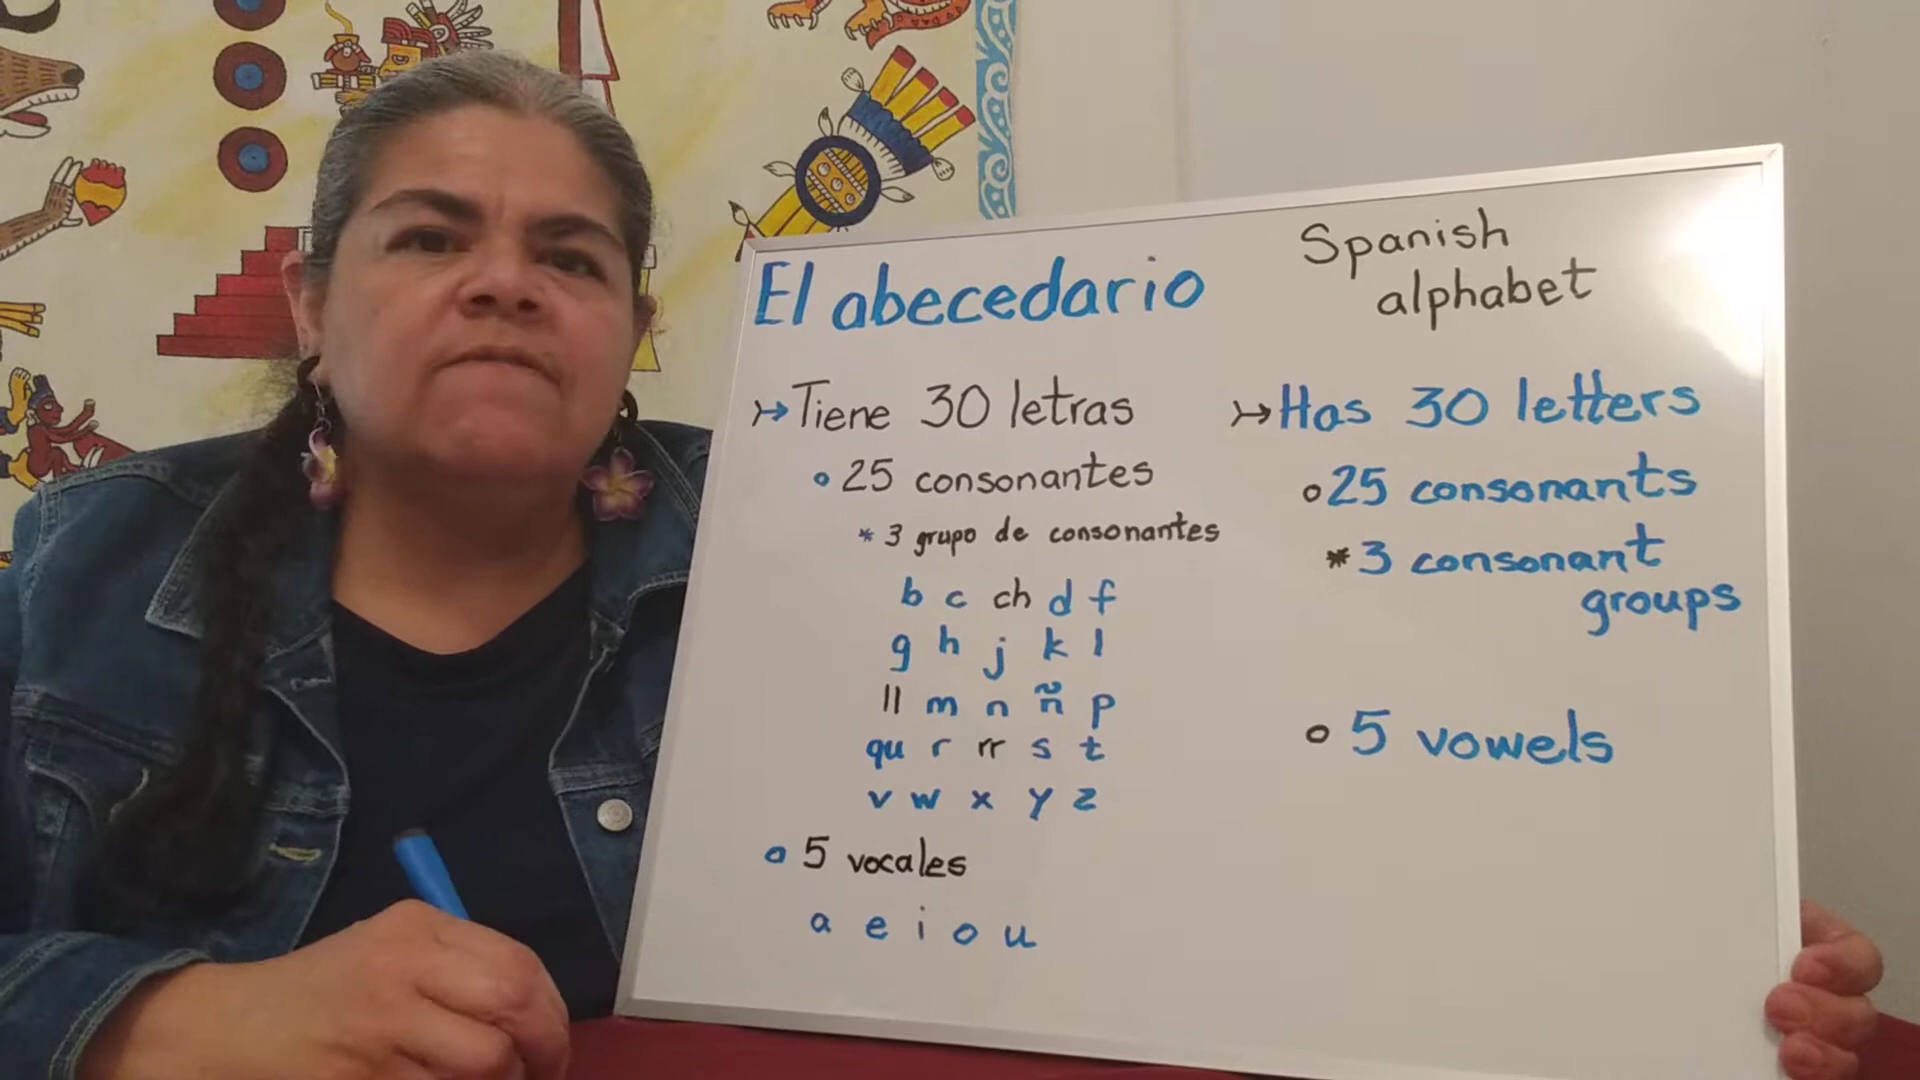 El abecedario
↣ Tiene 30 letras
◦ 25 consonantes
* 3 grupo de consonantes
b c ch d f
g h j k l
ll m n ñ p
qu r rr s t
v w x y z
◦ 5 vocales
a e i o u
Spanish
alphabet
↣ Has 30 letters
◦ 25 consonants
* 3 consonant
groups
◦ 5 vowels